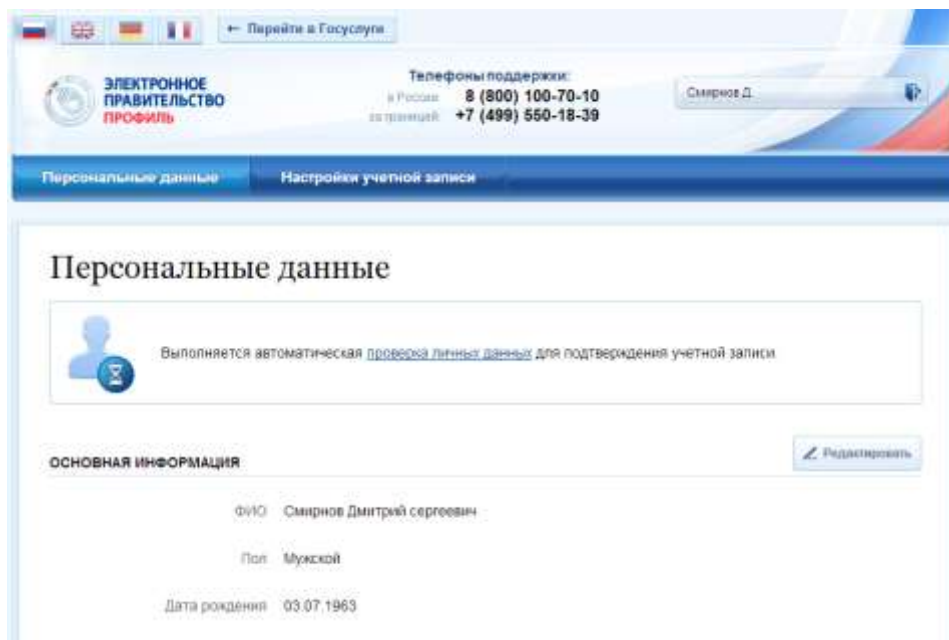 ← Перейти в Госуслуги
ЭЛЕКТРОННОЕ
ПРАВИТЕЛЬСТВО
ПРОФИЛЬ
Телефоны поддержки:
в России 8 (800) 100-70-10
за границей +7 (499) 550-18-39
Смирнов Д.
Персональные данные Настройки учетной записи
Персональные данные
Выполняется автоматическая проверка личных данных для подтверждения учетной записи
ОСНОВНАЯ ИНФОРМАЦИЯ
Редактировать
ФИО Смирнов Дмитрий сергеевич
Пол Мужской
Дата рождения 03.07.1963